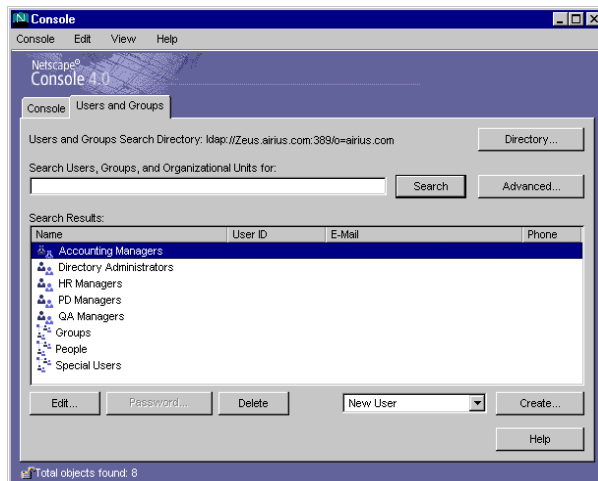 Console
Console Edit View Help
Netscape®
Console 4.0
Console Users and Groups
Users and Groups Search Directory: ldap://Zeus.airius.com:389/o=airius.com Directory...
Search Users, Groups, and Organizational Units for:
Search Advanced...
Search Results:
Name User ID E-Mail Phone
Accounting Managers
Directory Administrators
HR Managers
PD Managers
QA Managers
Groups
People
Special Users
Edit... Password... Delete New User Create...
Help
Total objects found: 8